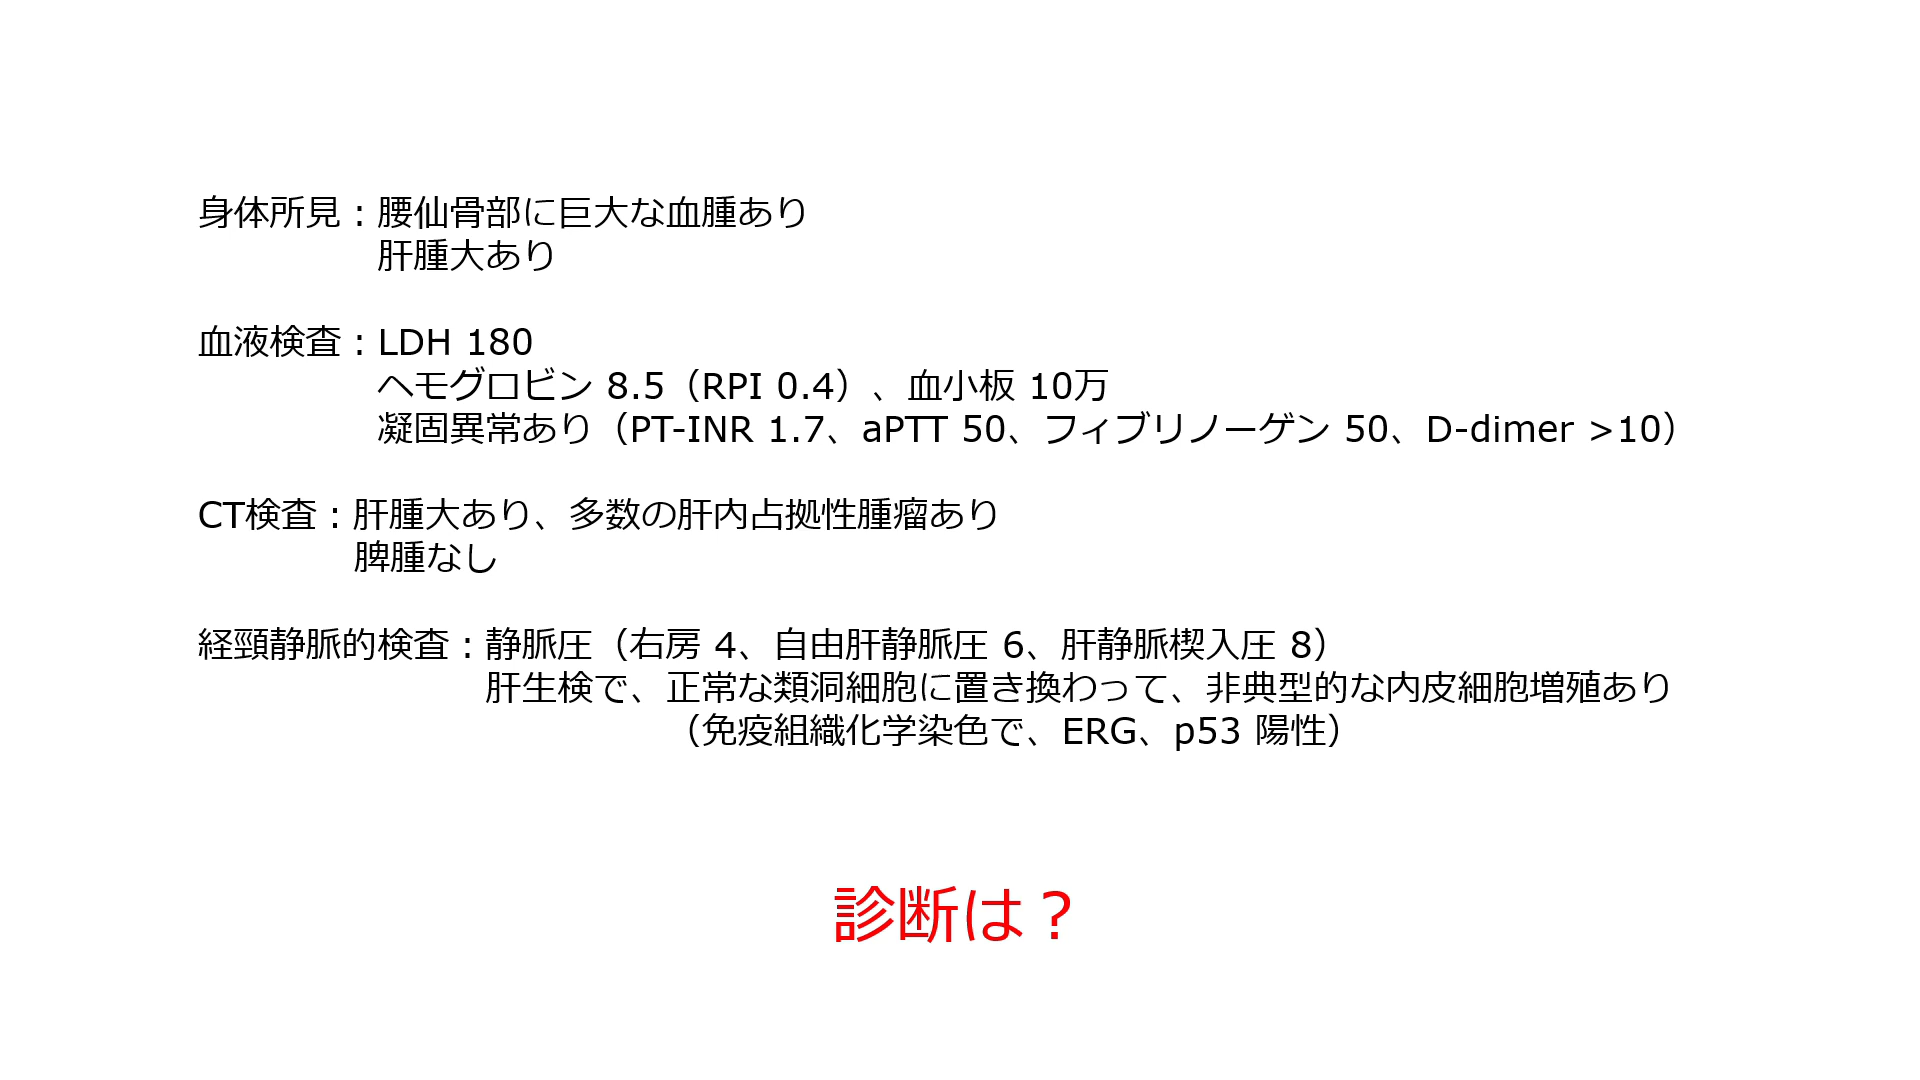 身体所見：腰仙骨部に巨大な血腫あり
肝腫大あり
血液検査：LDH 180
ヘモグロビン 8.5（RPI 0.4）、血小板 10万
凝固異常あり（PT-INR 1.7、aPTT 50、フィブリノーゲン 50、D-dimer >10）
CT検査：肝腫大あり、多数の肝内占拠性腫瘤あり
脾腫なし
経頸静脈的検査：静脈圧（右房 4、自由肝静脈圧 6、肝静脈楔入圧 8）
肝生検で、正常な類洞細胞に置き換わって、非典型的な内皮細胞増殖あり
（免疫組織化学染色で、ERG、p53 陽性）
診断は？